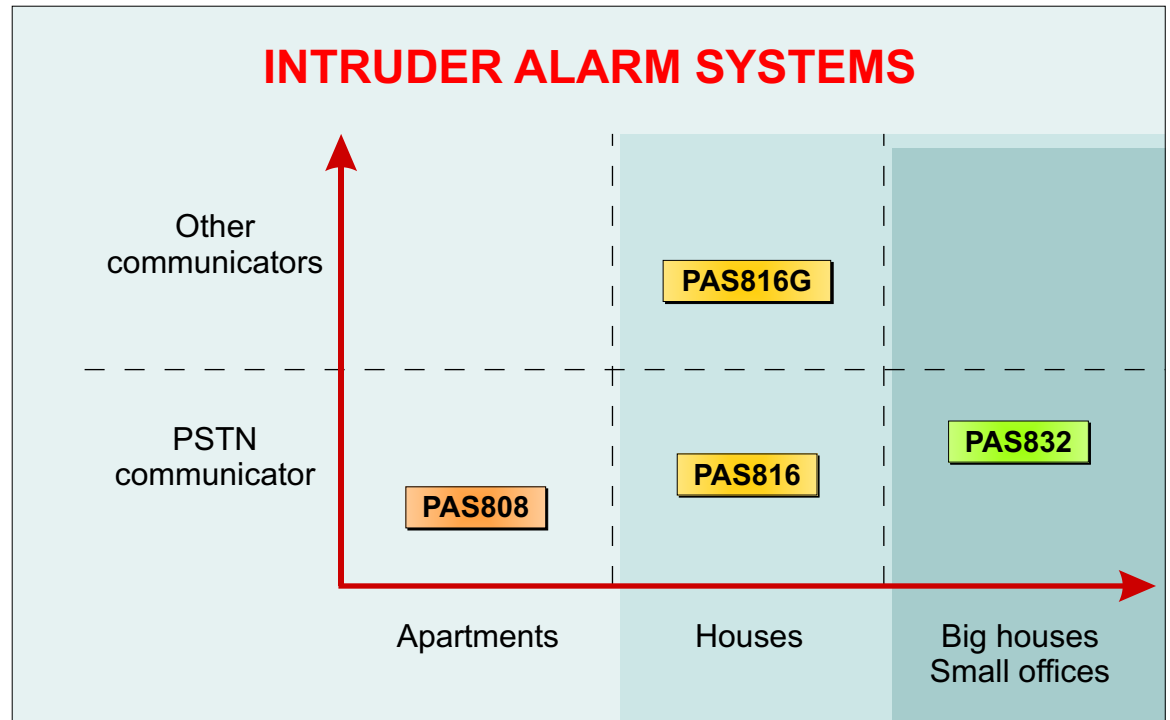 INTRUDER ALARM SYSTEMS
Other
communicators
PAS816G
PSTN
communicator
PAS808
PAS816
PAS832
Apartments
Houses
Big houses
Small offices